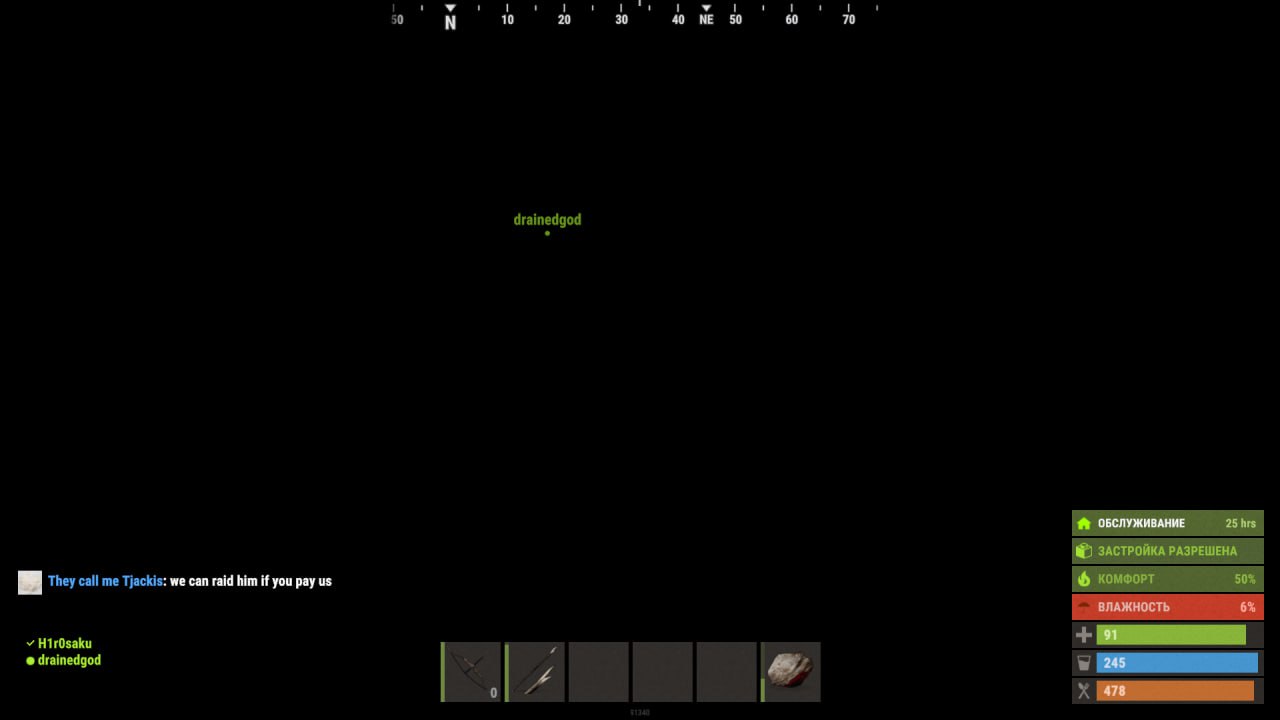 50 N 10 20 30 40 NE 50 60 70
drainedgod
ОБСЛУЖИВАНИЕ 25 hrs
ЗАСТРОЙКА РАЗРЕШЕНА
КОМФОРТ 50%
They call me Tjackis: we can raid him if you pay us
ВЛАЖНОСТЬ 6%
91
H1r0saku
drainedgod
245
478
0